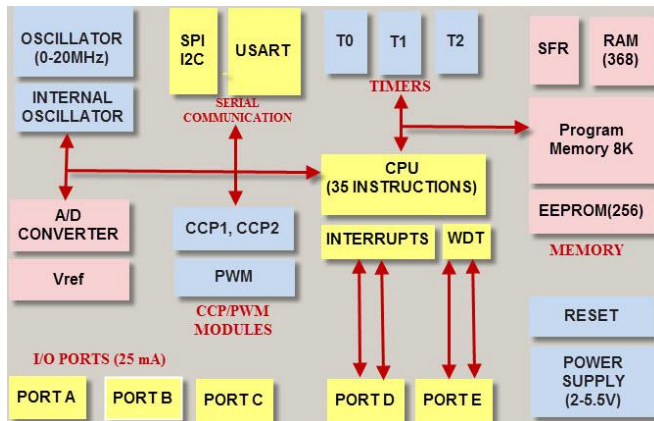 OSCILLATOR
(0-20MHz)
INTERNAL
OSCILLATOR
SPI
I2C
USART
SERIAL
COMMUNICATION
T0
T1
T2
TIMERS
SFR
RAM
(368)
Program
Memory 8K
EEPROM(256)
MEMORY
CPU
(35 INSTRUCTIONS)
INTERRUPTS
WDT
A/D
CONVERTER
Vref
CCP1, CCP2
PWM
CCP/PWM
MODULES
RESET
POWER
SUPPLY
(2-5.5V)
I/O PORTS (25 mA)
PORT A
PORT B
PORT C
PORT D
PORT E